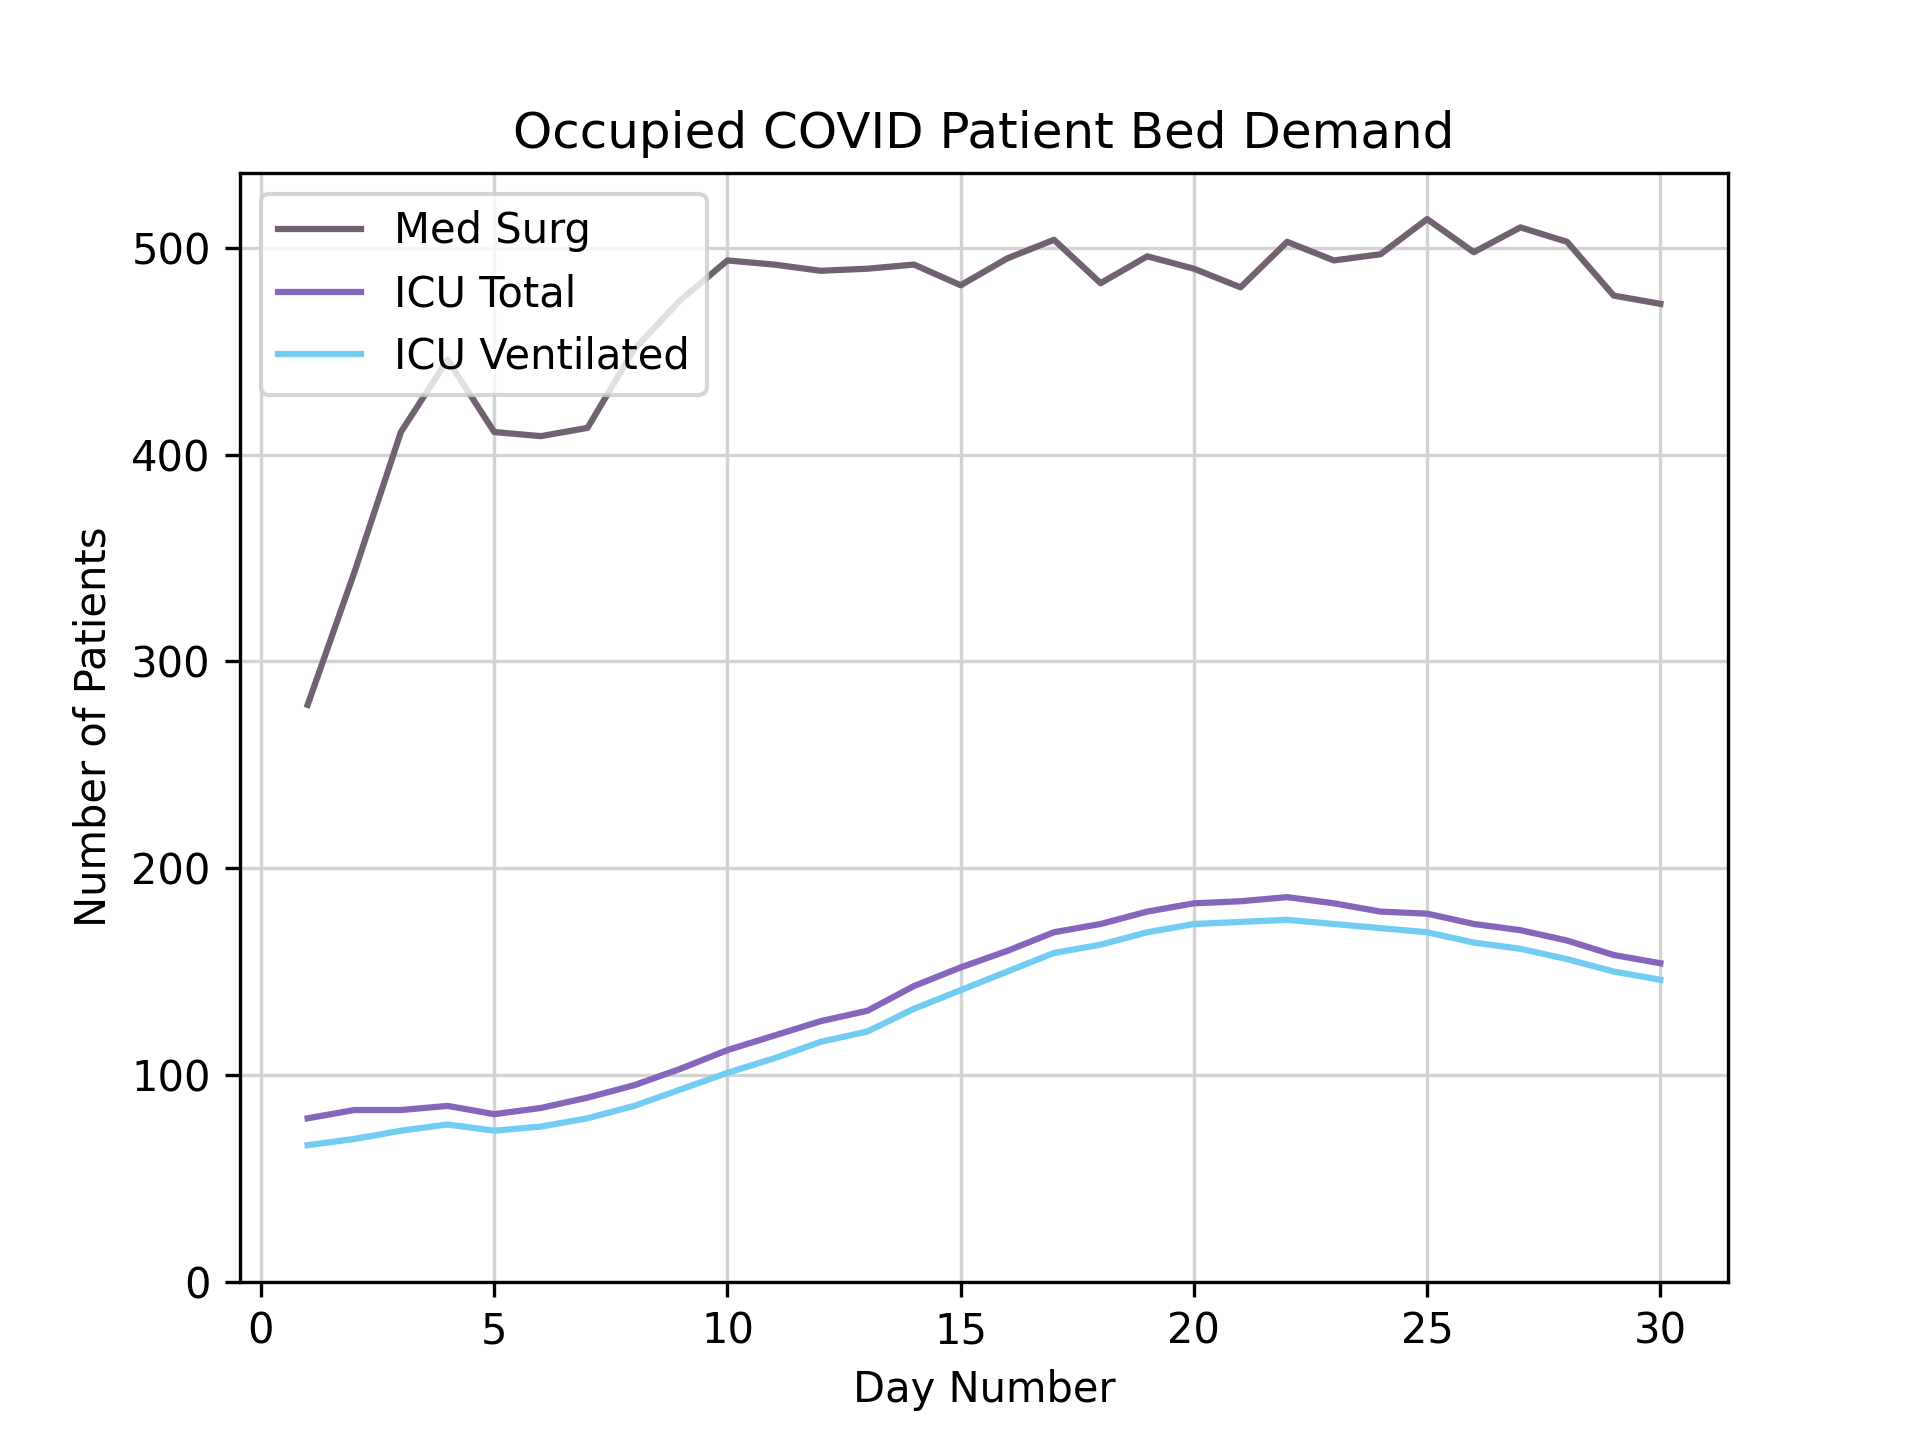 Occupied COVID Patient Bed Demand
Med Surg
ICU Total
ICU Ventilated
Number of Patients
500
400
300
200
100
0
0 5 10 15 20 25 30
Day Number